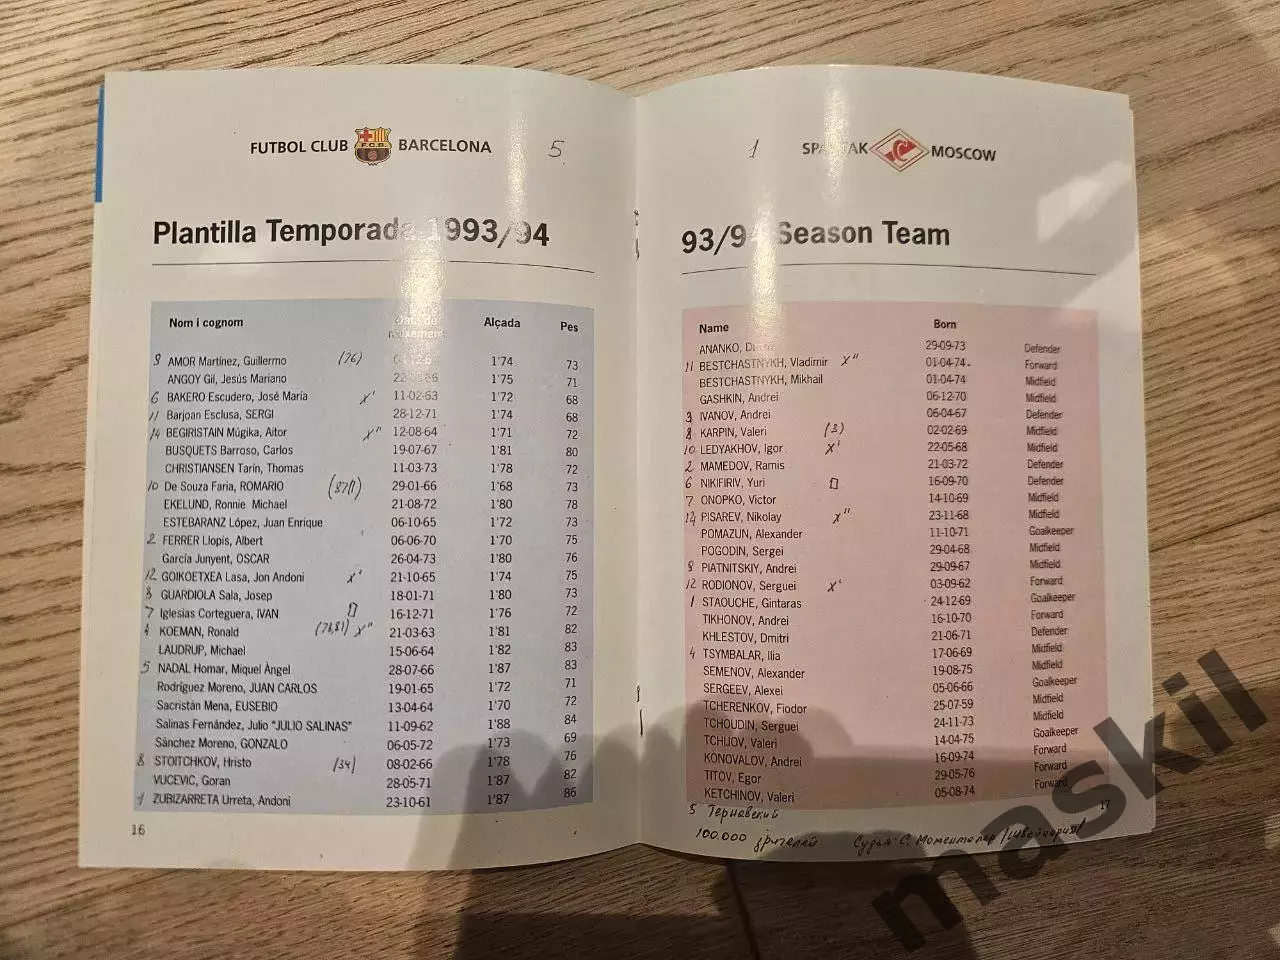 FUTBOL CLUB BARCELONA 5.
Plantilla Temporada 1993/94
Nom i cognom Alçada Pes
9 AMOR Martínez, Guillermo (76) 1'74 73
ANGOY Gil, Jesús Mariano 1'75 71
6 BAKERO Escudero, José María x' 11-02-63 1'72 68
11 Barjoan Esclusa, SERGI 28-12-71 1'74 68
14 BEGIRISTAIN Múgika, Aitor x'' 12-08-64 1'71 72
BUSQUETS Barroso, Carlos 19-07-67 1'81 80
CHRISTIANSEN Tarín, Thomas 11-03-73 1'78 72
10 De Souza Faria, ROMARIO 29-01-66 1'68 73
EKELUND, Ronnie Michael 21-08-72 1'80 78
ESTEBARANZ López, Juan Enrique 06-10-65 1'72 73
2 FERRER Llopis, Albert 06-06-70 1'70 75
García Junyent, OSCAR 26-04-73 1'80 76
12 GOIKOETXEA Lasa, Jon Andoni x' 21-10-65 1'74 75
3 GUARDIOLA Sala, Josep 18-01-71 1'80 73
7 Iglesias Corteguera, IVAN 16-12-71 1'76 72
4 KOEMAN, Ronald (76,81) x'' 21-03-63 1'81 82
LAUDRUP, Michael 15-06-64 1'82 83
5 NADAL Homar, Miquel Àngel 28-07-66 1'87 83
Rodríguez Moreno, JUAN CARLOS 19-01-65 1'72 71
Sacristán Mena, EUSEBIO 13-04-64 1'70 72
Salinas Fernández, Julio "JULIO SALINAS" 11-09-62 1'88 84
Sánchez Moreno, GONZALO 06-05-72 1'73 69
8 STOITCHKOV, Hristo (34) 08-02-66 1'78 76
VUCEVIC, Goran 28-05-71 1'87 82
1 ZUBIZARRETA Urreta, Andoni 23-10-61 1'87 86
16
1 SPARTAK MOSCOW
93/94 Season Team
Name Born
ANANKO, 29-09-73 Defender
11 BESTCHASTNYKH, Vladimir x'' 01-04-74 Forward
BESTCHASTNYKH, Mikhail 01-04-74 Midfield
GASHKIN, Andrei 06-12-70 Midfield
3 IVANOV, Andrei 06-04-67 Defender
8 KARPIN, Valeri (3) 02-02-69 Midfield
10 LEDYAKHOV, Igor x' 22-05-68 Midfield
2 MAMEDOV, Ramis 21-03-72 Defender
6 NIKIFIRIV, Yuri 16-09-70 Defender
7 ONOPKO, Victor 14-10-69 Midfield
14 PISAREV, Nikolay x'' 23-11-68 Midfield
POMAZUN, Alexander 11-10-71 Goalkeeper
POGODIN, Sergei 29-04-68 Midfield
9 PIATNITSKIY, Andrei 29-09-67 Midfield
12 RODIONOV, Serguei x' 03-09-62 Forward
1 STAOUCHE, Gintaras 24-12-69 Goalkeeper
TIKHONOV, Andrei 16-10-70 Forward
KHLESTOV, Dmitri 21-06-71 Defender
4 TSYMBALAR, Ilia 17-06-69 Midfield
SEMENOV, Alexander 19-08-75 Midfield
SERGEEV, Alexei 05-06-66 Goalkeeper
TCHERENKOV, Fiodor 25-07-59 Midfield
TCHOUDIN, Serguei 24-11-73 Midfield
TCHIJOV, Valeri 14-04-75 Goalkeeper
KONOVALOV, Andrei 16-09-74 Forward
TITOV, Egor 29-05-76 Forward
KETCHINOV, Valeri 05-08-74 Forward
5 Тернавский
17
100.000 зрителей Судья: С. Моменталер /Швейцария/
maskil